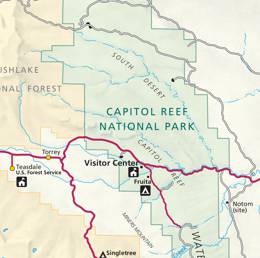 SOUTH
DESERT
USHLAKE
ONAL FOREST
CAPITOL REEF
NATIONAL PARK
CAPITOL
REEF
Torrey
Visitor Center
Teasdale
U.S. Forest Service
Fruita
Notom
(site)
MINERS MOUNTAIN
WATE
Singletree